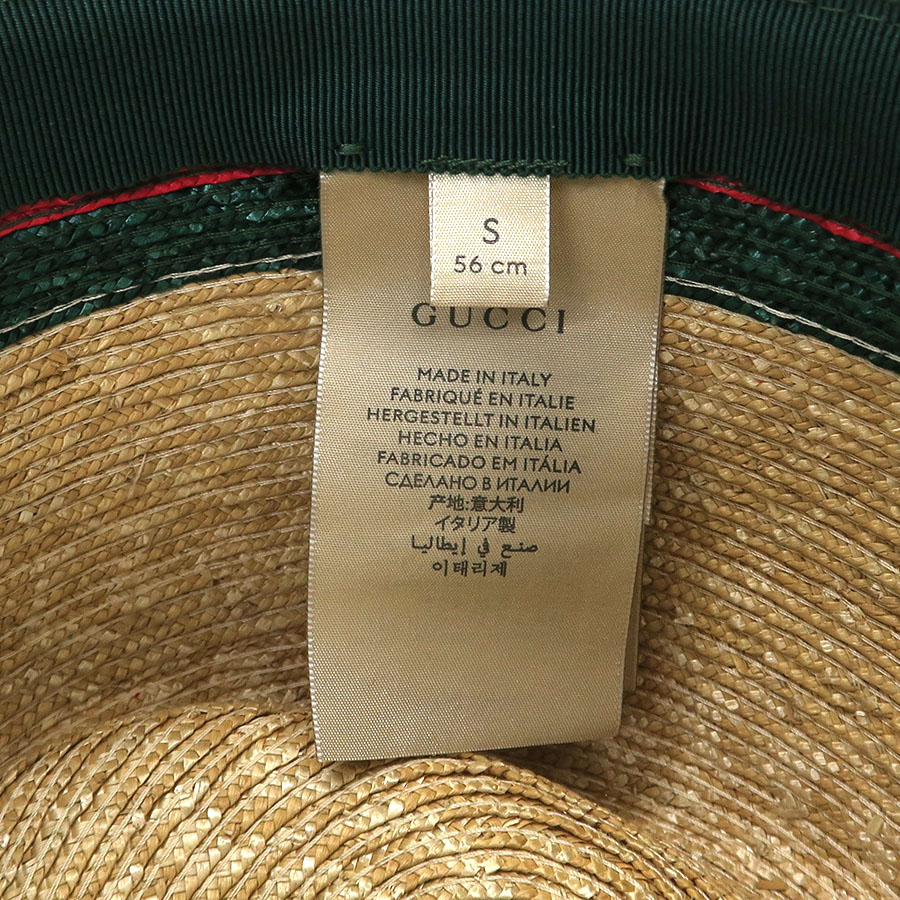 S
56 cm
GUCCI
MADE IN ITALY
FABRIQUÉ EN ITALIE
HERGESTELLT IN ITALIEN
HECHO EN ITALIA
FABRICADO EM ITÁLIA
СДЕЛАНО В ИТАЛИИ
产地:意大利
イタリア製
صنع في إيطاليا
이태리제